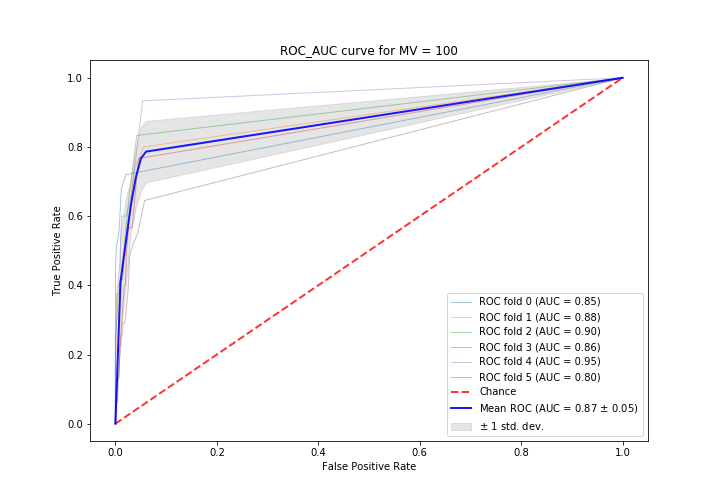 ROC_AUC curve for MV = 100
True Positive Rate
1.0
0.8
0.6
0.4
0.2
0.0
ROC fold 0 (AUC = 0.85)
ROC fold 1 (AUC = 0.88)
ROC fold 2 (AUC = 0.90)
ROC fold 3 (AUC = 0.86)
ROC fold 4 (AUC = 0.95)
ROC fold 5 (AUC = 0.80)
Chance
Mean ROC (AUC = 0.87 ± 0.05)
± 1 std. dev.
0.0 0.2 0.4 0.6 0.8 1.0
False Positive Rate